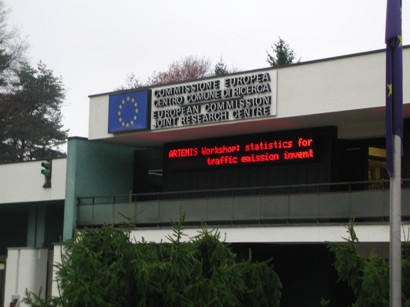 COMMISSIONE EUROPEA
CENTRO COMUNE DI RICERCA
EUROPEAN COMMISSION
JOINT RESEARCH CENTRE
ARTEMIS Workshop: statistics for
traffic emission invent